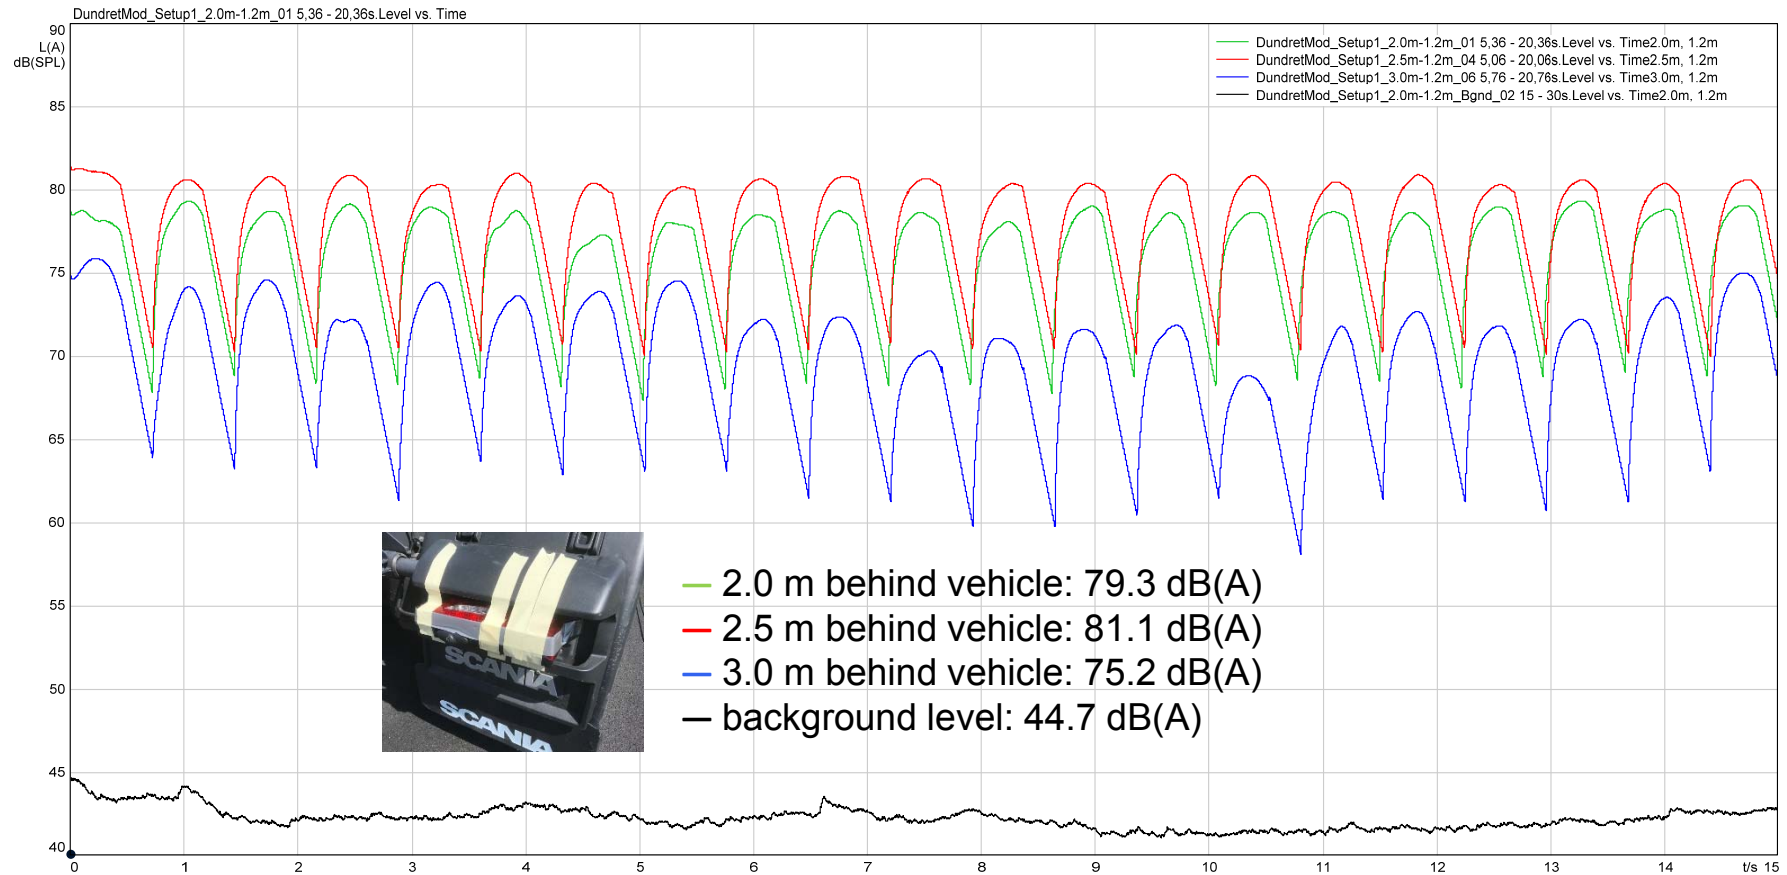 DundretMod_Setup1_2.0m-1.2m_01 5,36 - 20,36s.Level vs. Time
90
L(A)
dB(SPL)
DundretMod_Setup1_2.0m-1.2m_01 5,36 - 20,36s.Level vs. Time2.0m, 1.2m
DundretMod_Setup1_2.5m-1.2m_04 5,06 - 20,06s.Level vs. Time2.5m, 1.2m
DundretMod_Setup1_3.0m-1.2m_06 5,76 - 20,76s.Level vs. Time3.0m, 1.2m
DundretMod_Setup1_2.0m-1.2m_Bgnd_02 15 - 30s.Level vs. Time2.0m, 1.2m
85
80
75
70
65
60
55
50
45
40
SCANIA
SCANIA
2.0 m behind vehicle: 79.3 dB(A)
2.5 m behind vehicle: 81.1 dB(A)
3.0 m behind vehicle: 75.2 dB(A)
background level: 44.7 dB(A)
0 1 2 3 4 5 6 7 8 9 10 11 12 13 14 t/s 15